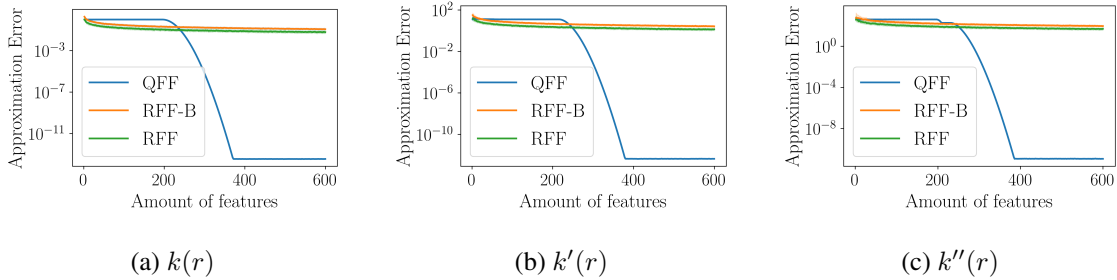 Approximation Error
10^{-3}
10^{-7}
10^{-11}
QFF
RFF-B
RFF
0
200
400
600
Amount of features
(a) k(r)
Approximation Error
10^{2}
10^{-2}
10^{-6}
10^{-10}
QFF
RFF-B
RFF
0
200
400
600
Amount of features
(b) k'(r)
Approximation Error
10^{0}
10^{-4}
10^{-8}
QFF
RFF-B
RFF
0
200
400
600
Amount of features
(c) k''(r)